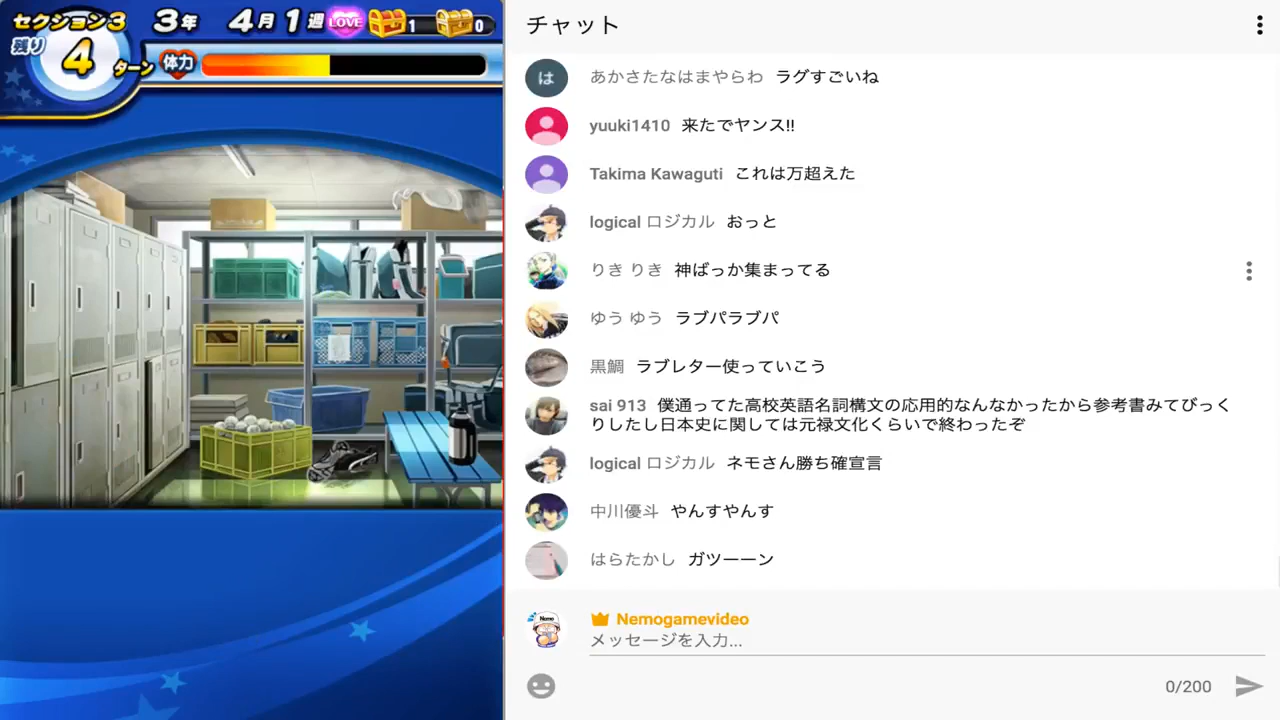 セクション3
残り
4
ターン
3年 4月 1週 LOVE 1 0
体力
チャット
は あかさたなはまやらわ ラグすごいね
yuuki1410 来たでヤンス!!
Takima Kawaguti これは万超えた
logical ロジカル おっと
りき りき 神ばっか集まってる
ゆう ゆう ラブパラブパ
黒鯛 ラブレター使っていこう
sai 913 僕通ってた高校英語名詞構文の応用的なんなかったから参考書みてびっく
りしたし日本史に関しては元禄文化くらいで終わったぞ
logical ロジカル ネモさん勝ち確宣言
中川優斗 やんすやんす
はらたかし ガツーーン
Nemo
Nemogamevideo
メッセージを入力...
0/200